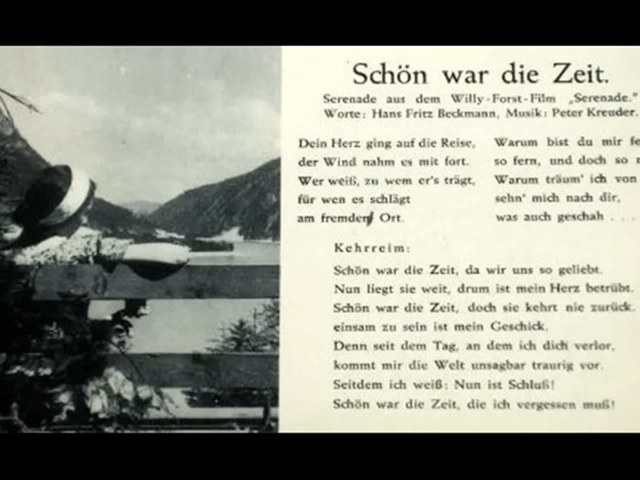 Schön war die Zeit.
Serenade aus dem Willy-Forst-Film „Serenade."
Worte: Hans Fritz Beckmann, Musik: Peter Kreuder.
Dein Herz ging auf die Reise,
der Wind nahm es mit fort.
Wer weiß, zu wem er's trägt,
für wen es schlägt
am fremden Ort.
Warum bist du mir
so fern, und doch so
Warum träum' ich von
sehn' mich nach dir,
was auch geschah . . .
Kehrreim:
Schön war die Zeit, da wir uns so geliebt.
Nun liegt sie weit, drum ist mein Herz betrübt.
Schön war die Zeit, doch sie kehrt nie zurück.
einsam zu sein ist mein Geschick.
Denn seit dem Tag, an dem ich dich verlor,
kommt mir die Welt unsagbar traurig vor.
Seitdem ich weiß: Nun ist Schluß!
Schön war die Zeit, die ich vergessen muß!